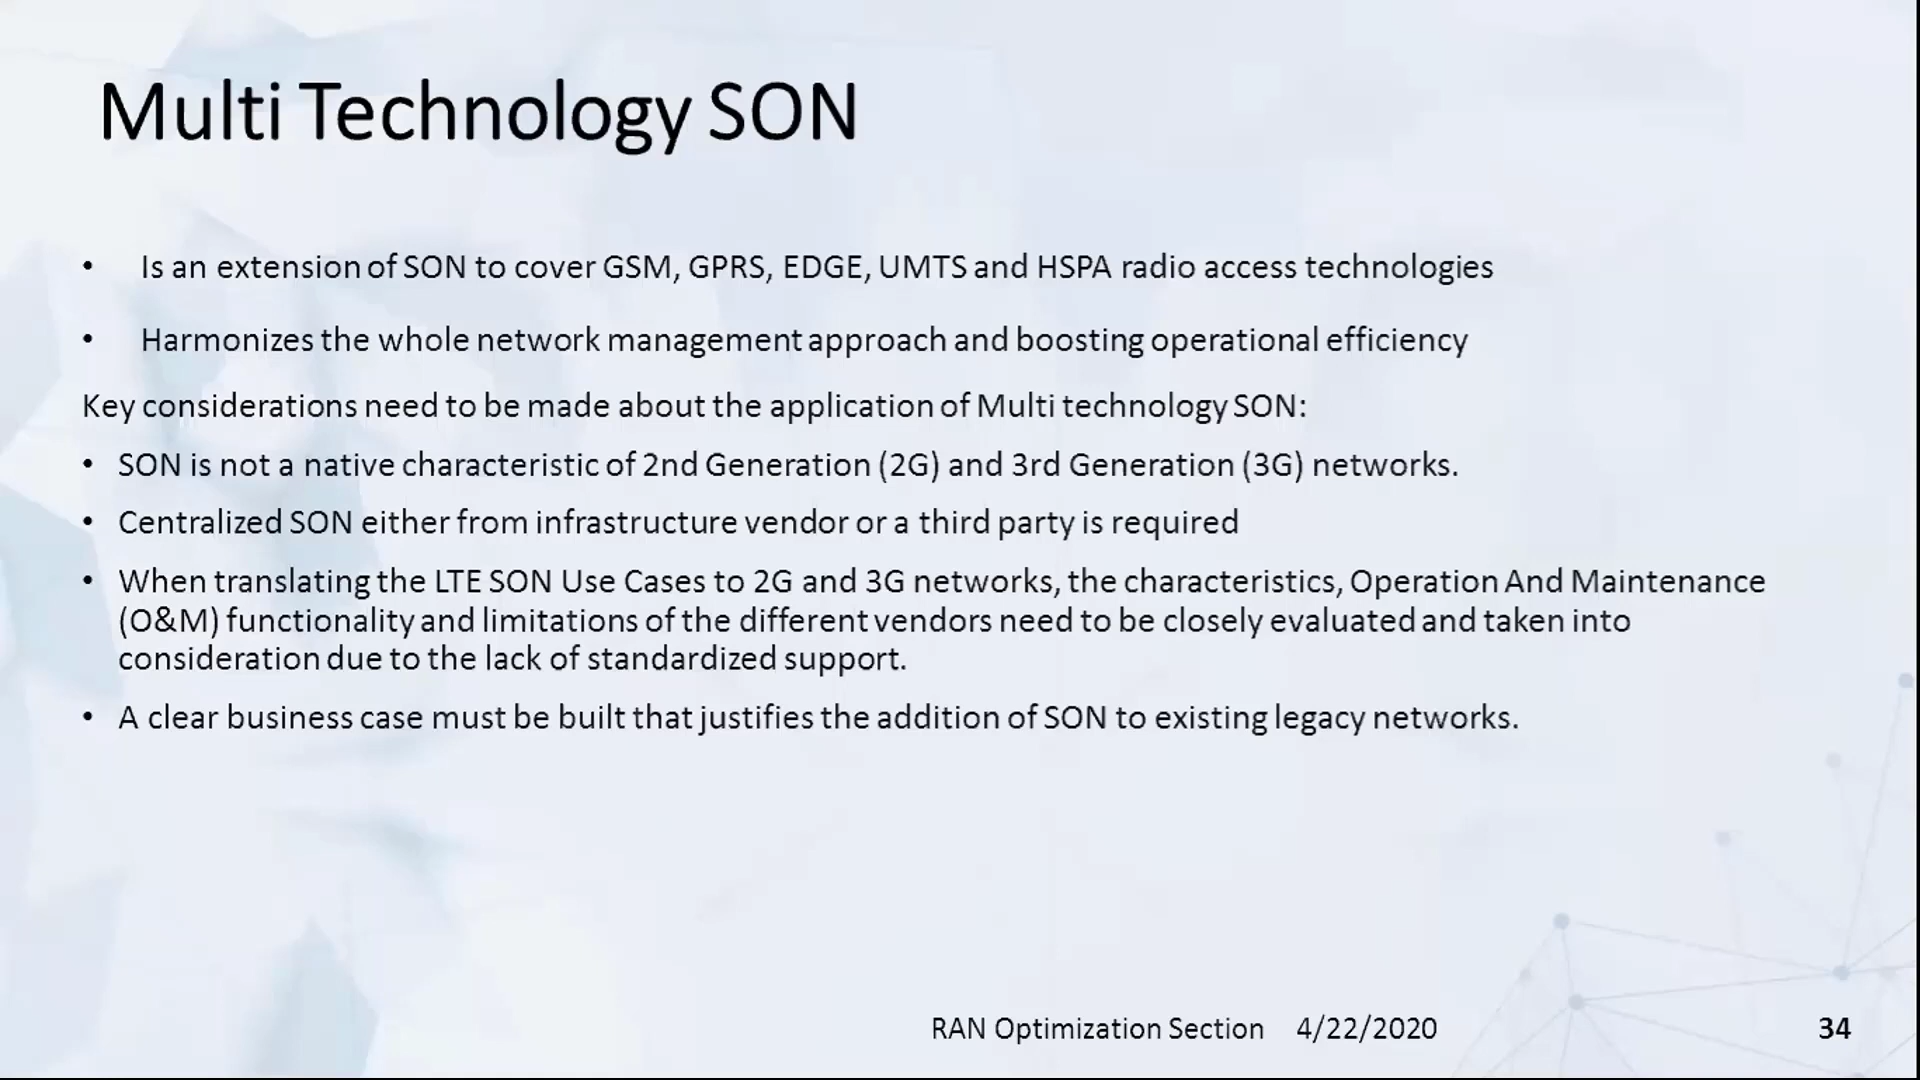 Multi Technology SON
• Is an extension of SON to cover GSM, GPRS, EDGE, UMTS and HSPA radio access technologies
• Harmonizes the whole network management approach and boosting operational efficiency
Key considerations need to be made about the application of Multi technology SON:
• SON is not a native characteristic of 2nd Generation (2G) and 3rd Generation (3G) networks.
• Centralized SON either from infrastructure vendor or a third party is required
• When translating the LTE SON Use Cases to 2G and 3G networks, the characteristics, Operation And Maintenance
(O&M) functionality and limitations of the different vendors need to be closely evaluated and taken into
consideration due to the lack of standardized support.
• A clear business case must be built that justifies the addition of SON to existing legacy networks.
RAN Optimization Section 4/22/2020 34